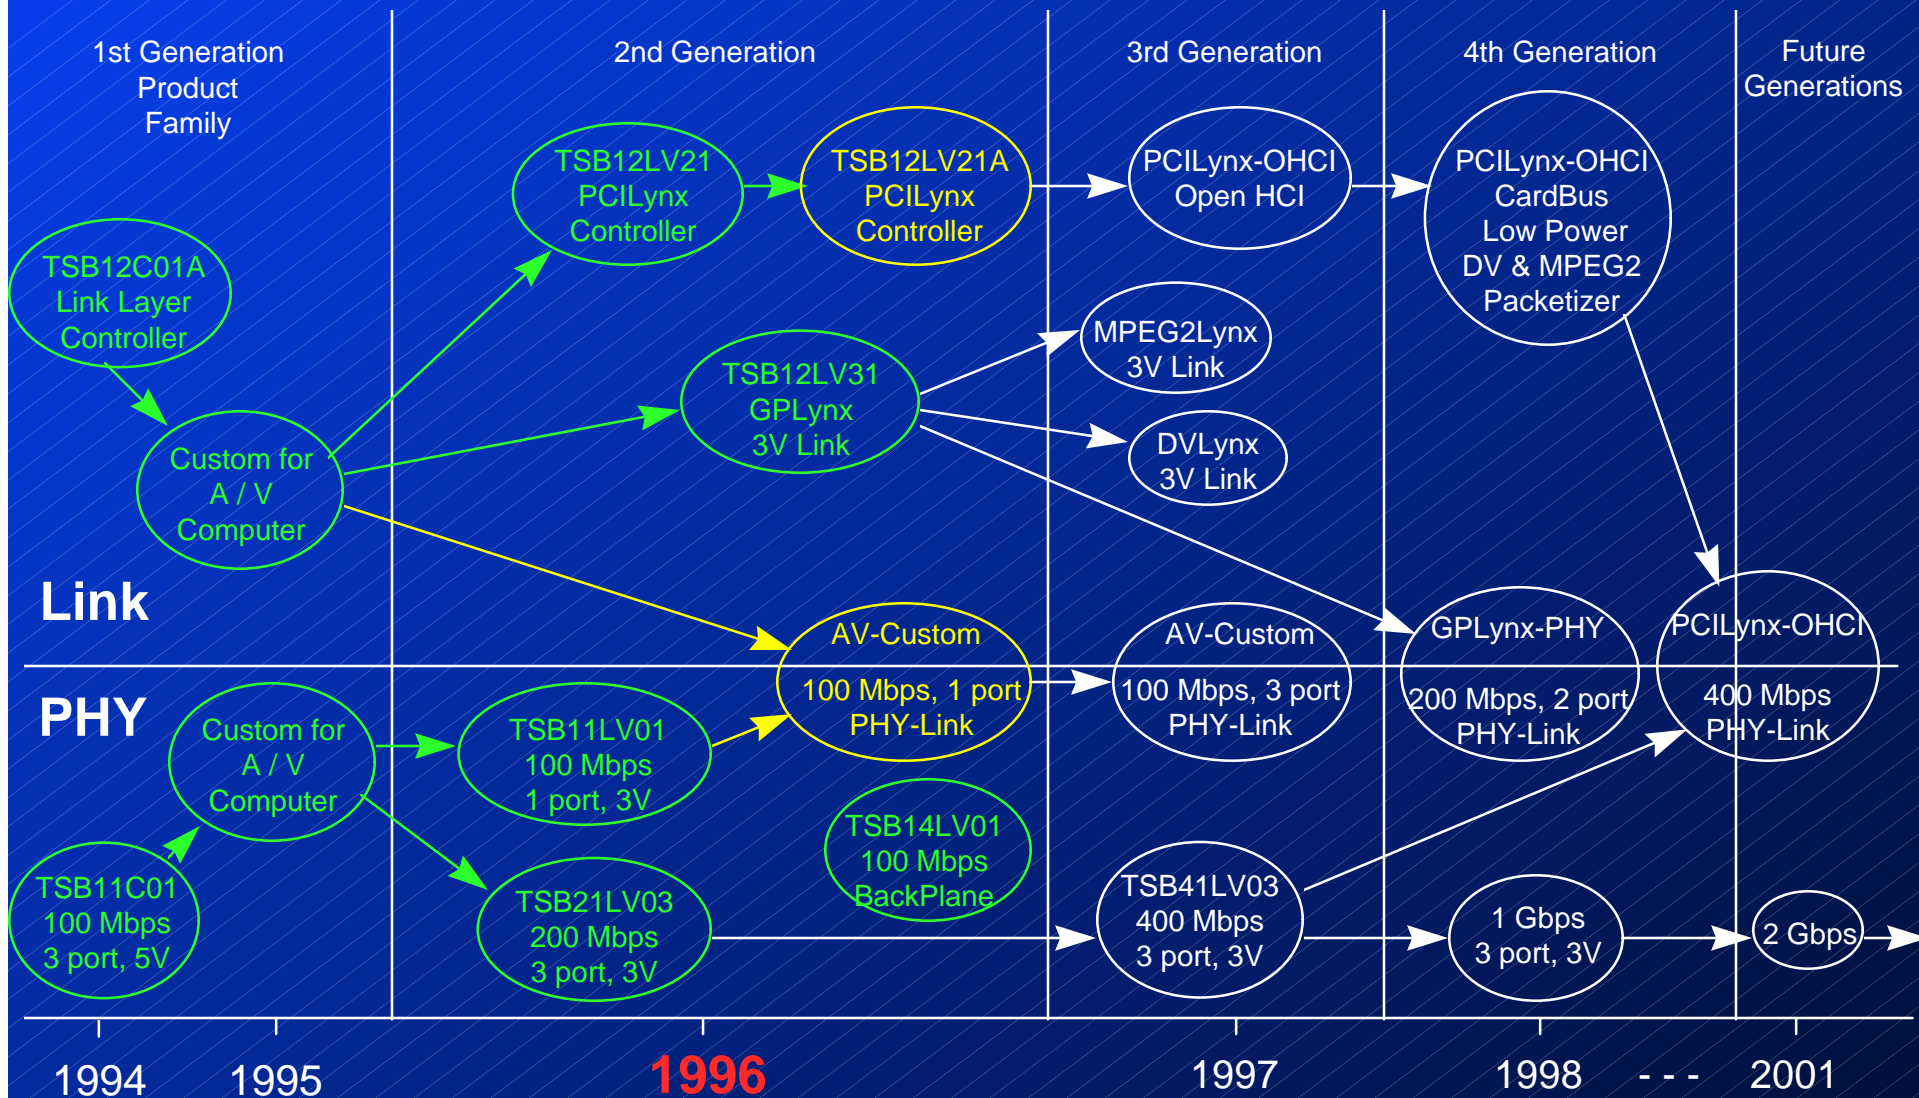 1st Generation
Product
Family
2nd Generation
3rd Generation
4th Generation
Future
Generations
TSB12LV21
PCILynx
Controller
TSB12LV21A
PCILynx
Controller
PCILynx-OHCI
Open HCI
PCILynx-OHCI
CardBus
Low Power
DV & MPEG2
Packetizer
TSB12C01A
Link Layer
Controller
MPEG2Lynx
3V Link
TSB12LV31
GPLynx
3V Link
DVLynx
3V Link
Custom for
A / V
Computer
Link
AV-Custom
100 Mbps, 1 port
PHY-Link
AV-Custom
100 Mbps, 3 port
PHY-Link
GPLynx-PHY
200 Mbps, 2 port
PHY-Link
PCILynx-OHCI
400 Mbps
PHY-Link
PHY
Custom for
A / V
Computer
TSB11LV01
100 Mbps
1 port, 3V
TSB14LV01
100 Mbps
BackPlane
TSB11C01
100 Mbps
3 port, 5V
TSB21LV03
200 Mbps
3 port, 3V
TSB41LV03
400 Mbps
3 port, 3V
1 Gbps
3 port, 3V
2 Gbps
1994
1995
1996
1997
1998
- - -
2001